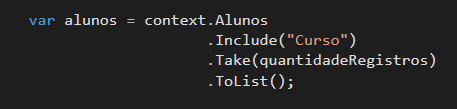 var alunos = context.Alunos
.Include("Curso")
.Take(quantidadeRegistros)
.ToList();